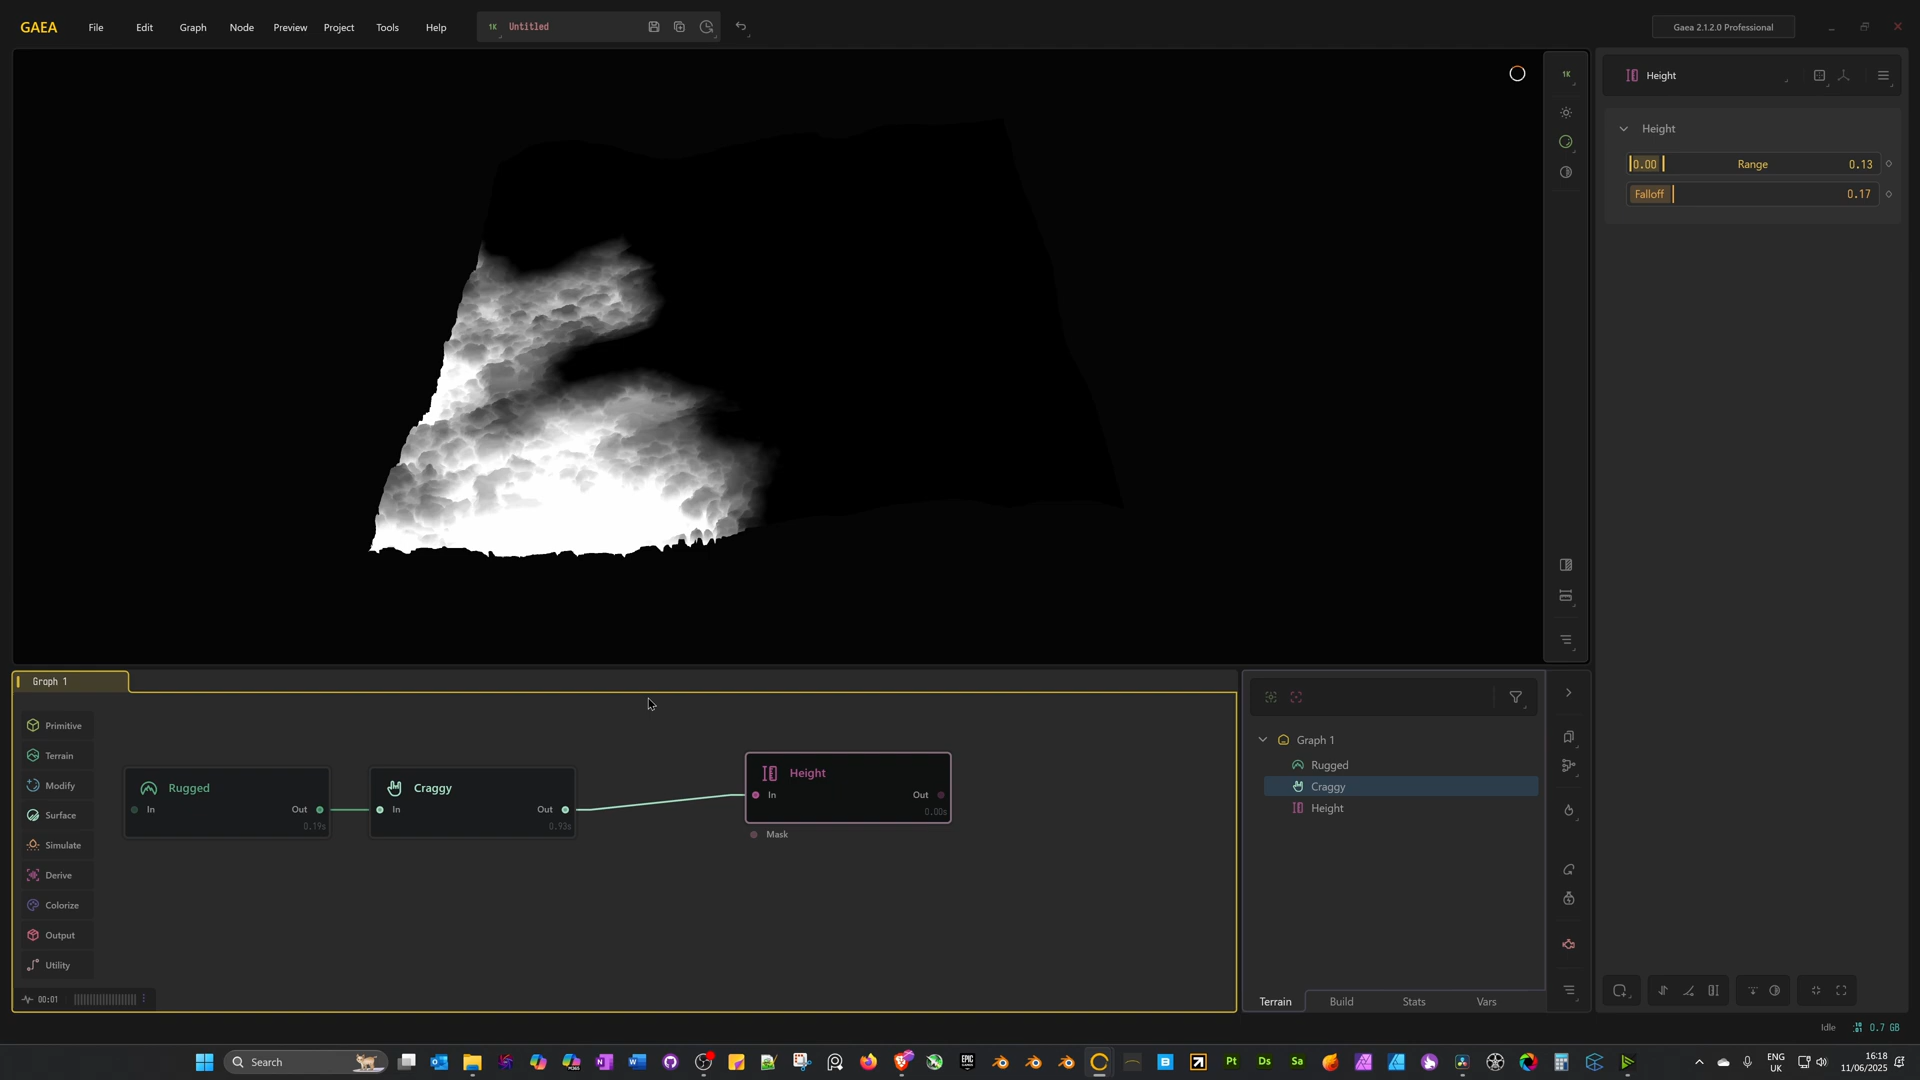 GAEA
File
Edit
Graph
Node
Preview
Project
Tools
Help
1K
Untitled
Gaea 2.1.2.0 Professional
1K
Height
Height
0.00
Range
0.13
Falloff
0.17
Graph 1
Primitive
Terrain
Modify
Surface
Simulate
Derive
Colorize
Output
Utility
Rugged
In
Out
0.19s
Craggy
In
Out
0.93s
Height
In
Out
0.00s
Mask
00:01
Graph 1
Rugged
Craggy
Height
Terrain
Build
Stats
Vars
Idle
0.7 GB
Search
EPIC
Pt
Ds
Sa
ENG
UK
16:18
11/06/2025